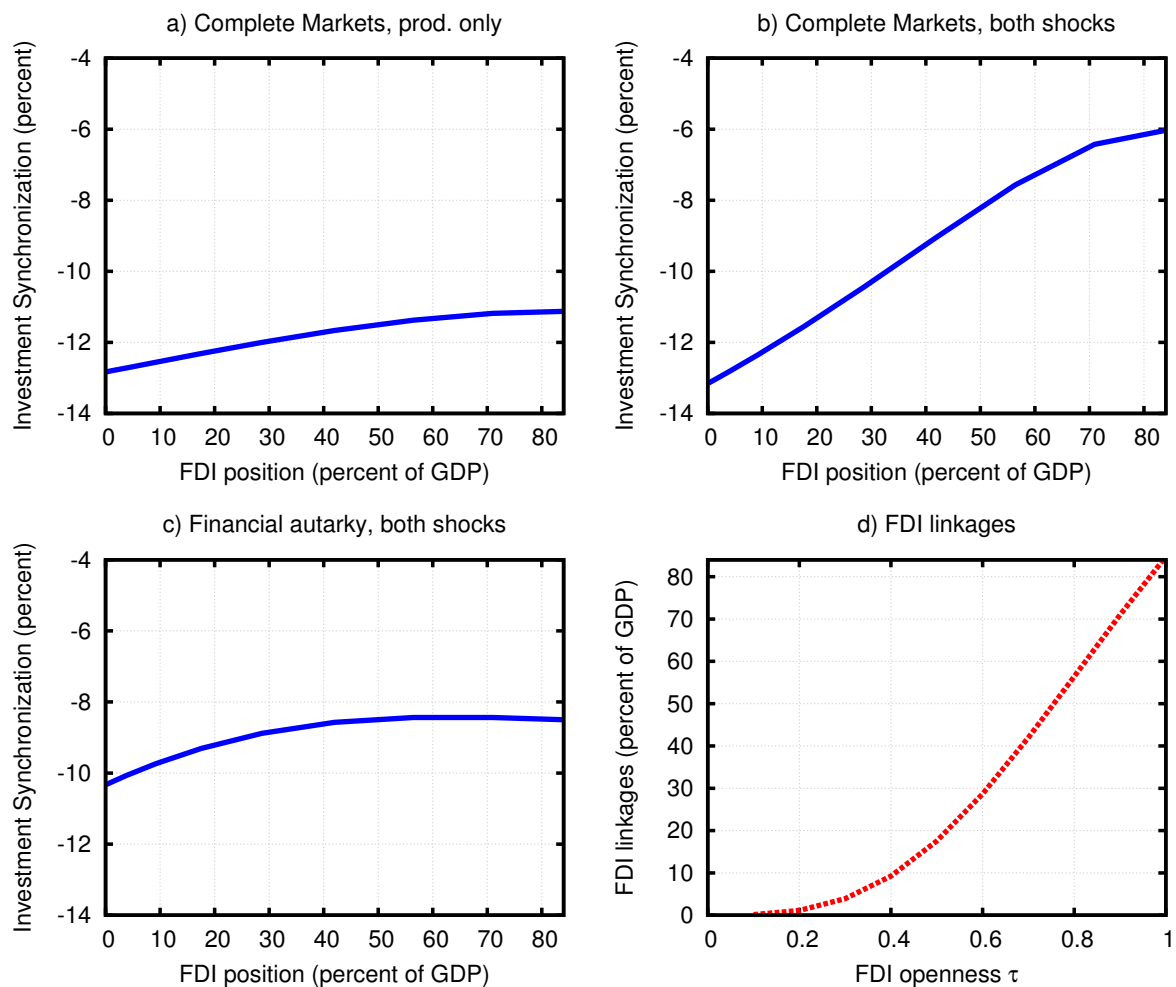 a) Complete Markets, prod. only
Investment Synchronization (percent)
-4
-6
-8
-10
-12
-14
0 10 20 30 40 50 60 70 80
FDI position (percent of GDP)
b) Complete Markets, both shocks
Investment Synchronization (percent)
-4
-6
-8
-10
-12
-14
0 10 20 30 40 50 60 70 80
FDI position (percent of GDP)
c) Financial autarky, both shocks
Investment Synchronization (percent)
-4
-6
-8
-10
-12
-14
0 10 20 30 40 50 60 70 80
FDI position (percent of GDP)
d) FDI linkages
FDI linkages (percent of GDP)
80
70
60
50
40
30
20
10
0
0 0.2 0.4 0.6 0.8 1
FDI openness τ